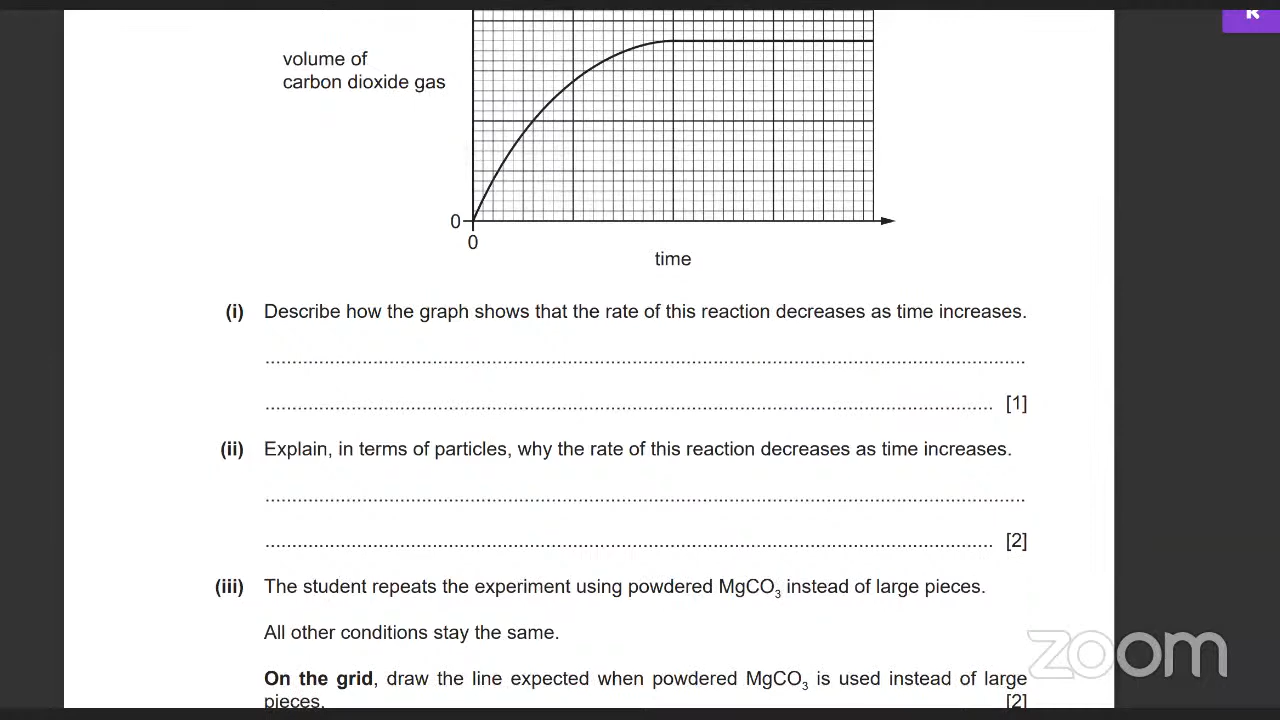 K
volume of
carbon dioxide gas
0
0
time
(i) Describe how the graph shows that the rate of this reaction decreases as time increases.
................................................................................................................................................
......................................................................................................................................... [1]
(ii) Explain, in terms of particles, why the rate of this reaction decreases as time increases.
................................................................................................................................................
......................................................................................................................................... [2]
(iii) The student repeats the experiment using powdered MgCO₃ instead of large pieces.
All other conditions stay the same.
On the grid, draw the line expected when powdered MgCO₃ is used instead of large
pieces. [2]
zoom